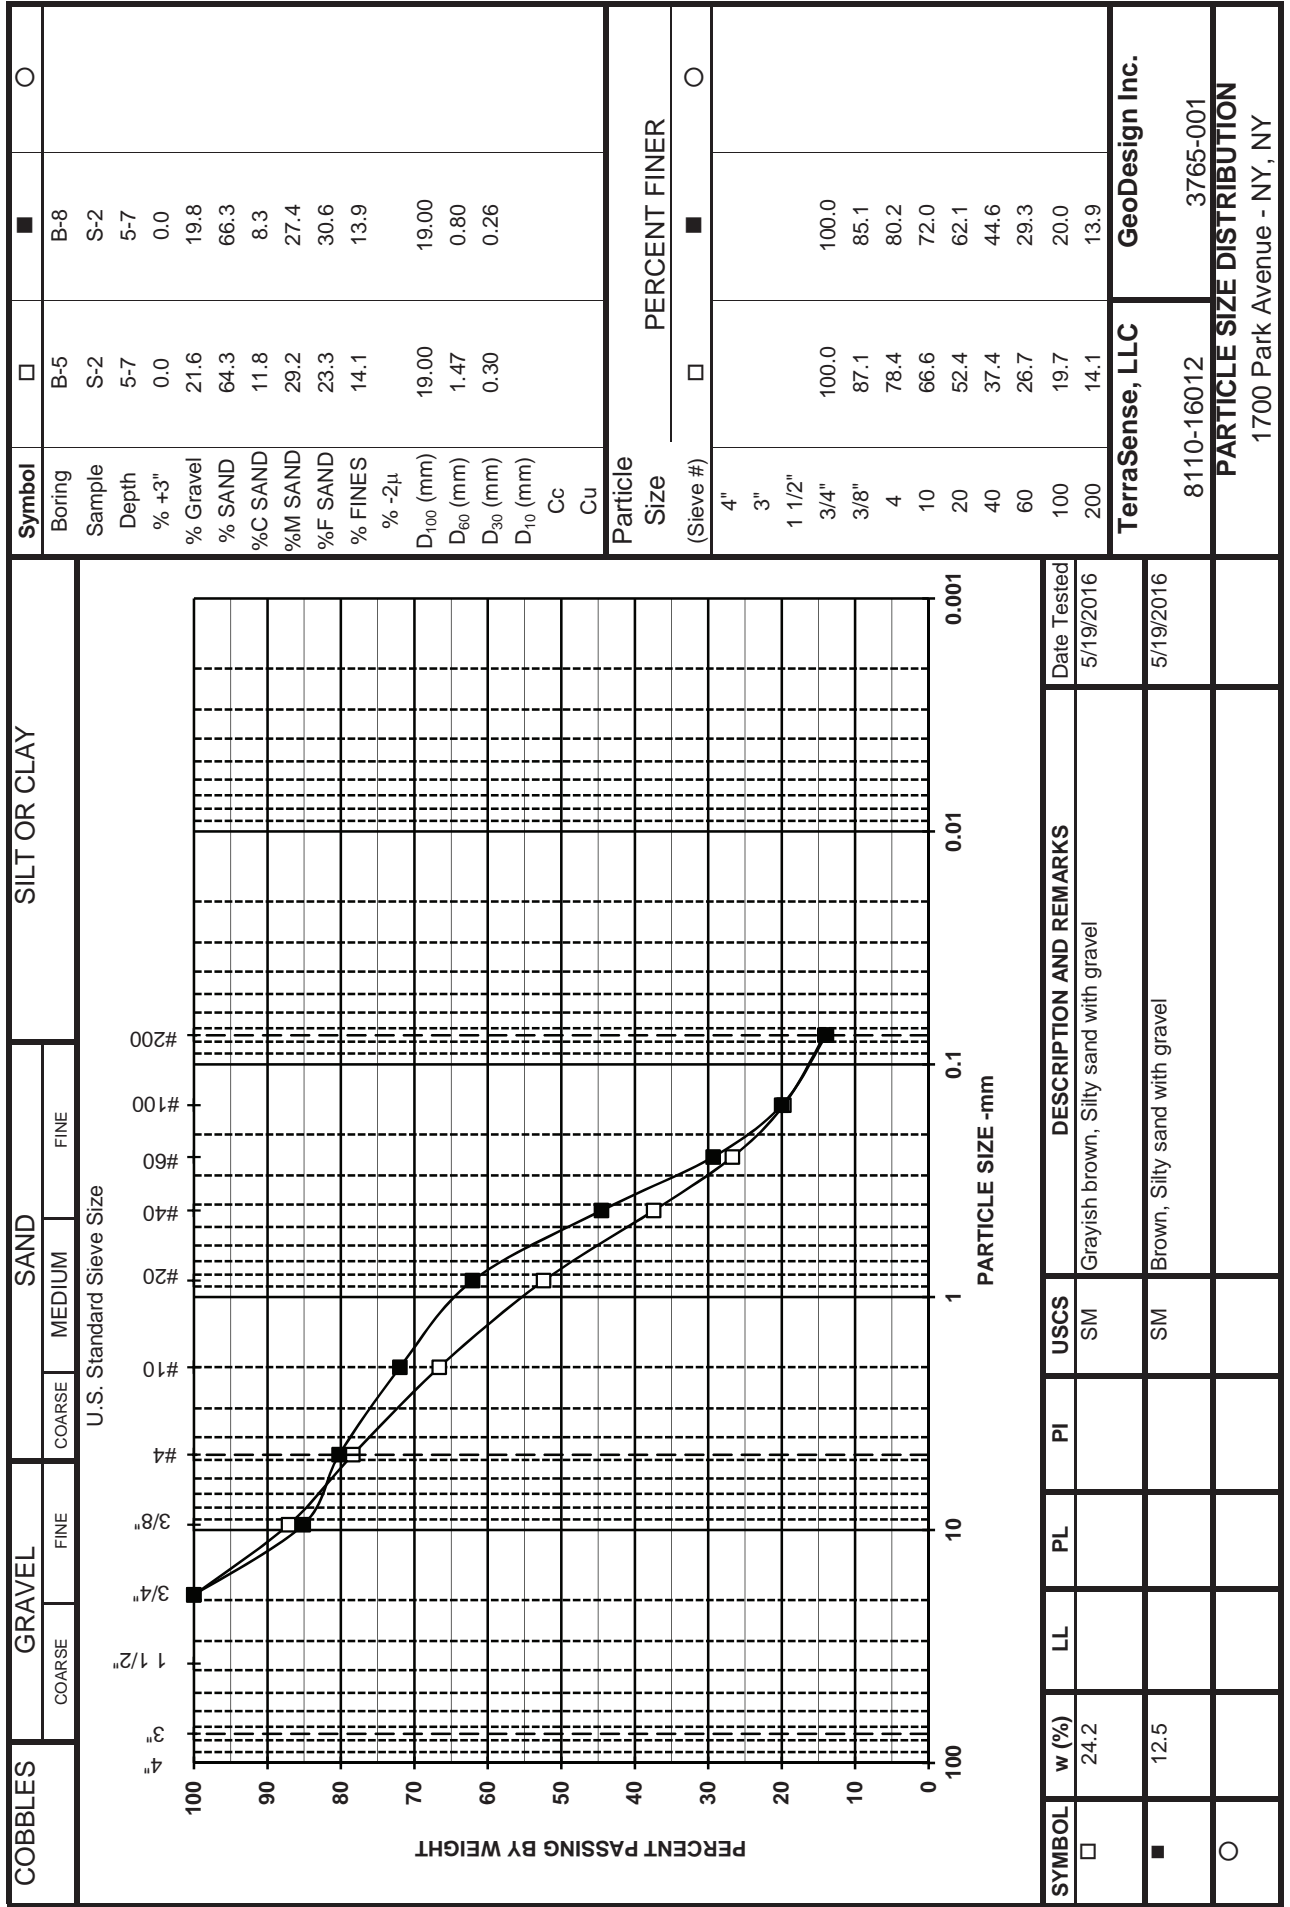 COBBLES GRAVEL SAND SILT OR CLAY
COARSE FINE COARSE MEDIUM FINE
U.S. Standard Sieve Size
4" 3" 1 1/2" 3/4" 3/8" #4 #10 #20 #40 #60 #100 #200
PERCENT PASSING BY WEIGHT
100
90
80
70
60
50
40
30
20
10
0
100 10 1 0.1 0.01 0.001
PARTICLE SIZE -mm
SYMBOL w (%) LL PL PI USCS DESCRIPTION AND REMARKS Date Tested
□ 24.2 SM Grayish brown, Silty sand with gravel 5/19/2016
■ 12.5 SM Brown, Silty sand with gravel 5/19/2016
○
Symbol □ ■ ○
Boring B-5 B-8
Sample S-2 S-2
Depth 5-7 5-7
% +3" 0.0 0.0
% Gravel 21.6 19.8
% SAND 64.3 66.3
%C SAND 11.8 8.3
%M SAND 29.2 27.4
%F SAND 23.3 30.6
% FINES 14.1 13.9
% -2µ
D100 (mm) 19.00 19.00
D60 (mm) 1.47 0.80
D30 (mm) 0.30 0.26
D10 (mm)
Cc
Cu
Particle
Size PERCENT FINER
(Sieve #) □ ■ ○
4"
3"
1 1/2"
3/4" 100.0 100.0
3/8" 87.1 85.1
4 78.4 80.2
10 66.6 72.0
20 52.4 62.1
40 37.4 44.6
60 26.7 29.3
100 19.7 20.0
200 14.1 13.9
TerraSense, LLC GeoDesign Inc.
8110-16012 3765-001
PARTICLE SIZE DISTRIBUTION
1700 Park Avenue - NY, NY